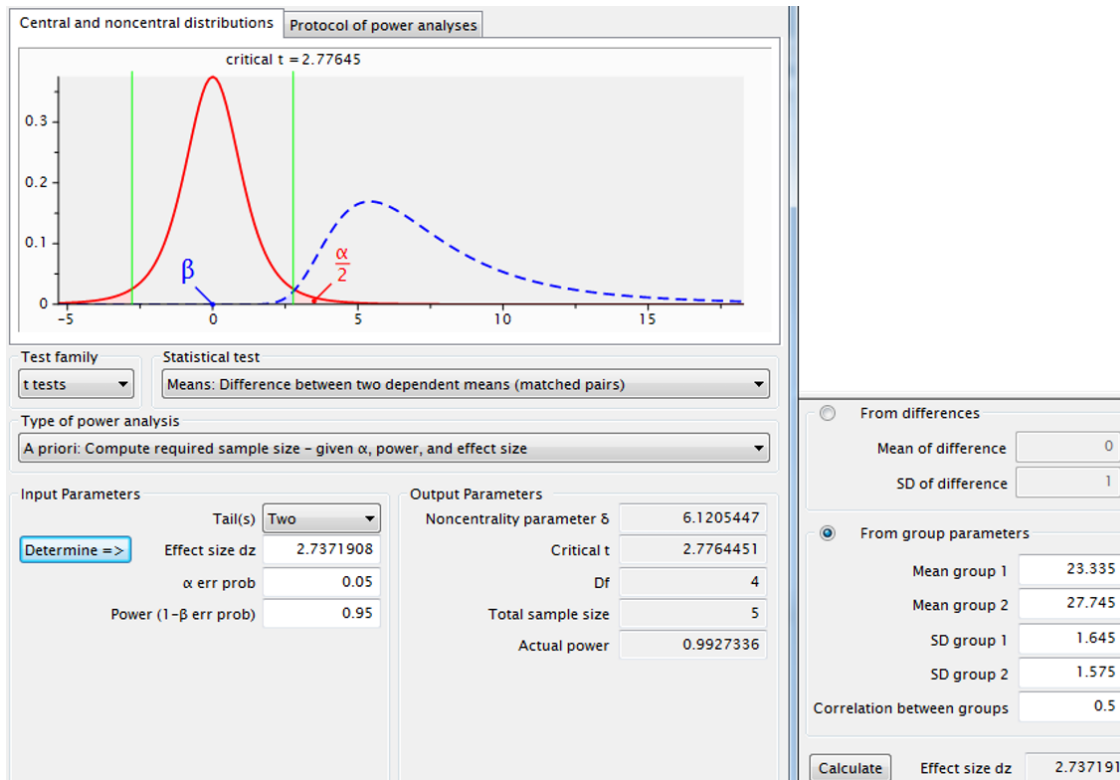 Central and noncentral distributions
Protocol of power analyses
critical t = 2.77645
0.3
0.2
0.1
0
β
α
2
-5
0
5
10
15
Test family
Statistical test
t tests
Means: Difference between two dependent means (matched pairs)
Type of power analysis
A priori: Compute required sample size – given α, power, and effect size
Input Parameters
Tail(s) Two
Determine => Effect size dz 2.7371908
α err prob 0.05
Power (1-β err prob) 0.95
Output Parameters
Noncentrality parameter δ 6.1205447
Critical t 2.7764451
Df 4
Total sample size 5
Actual power 0.9927336
From differences
Mean of difference 0
SD of difference 1
From group parameters
Mean group 1 23.335
Mean group 2 27.745
SD group 1 1.645
SD group 2 1.575
Correlation between groups 0.5
Calculate Effect size dz 2.737191